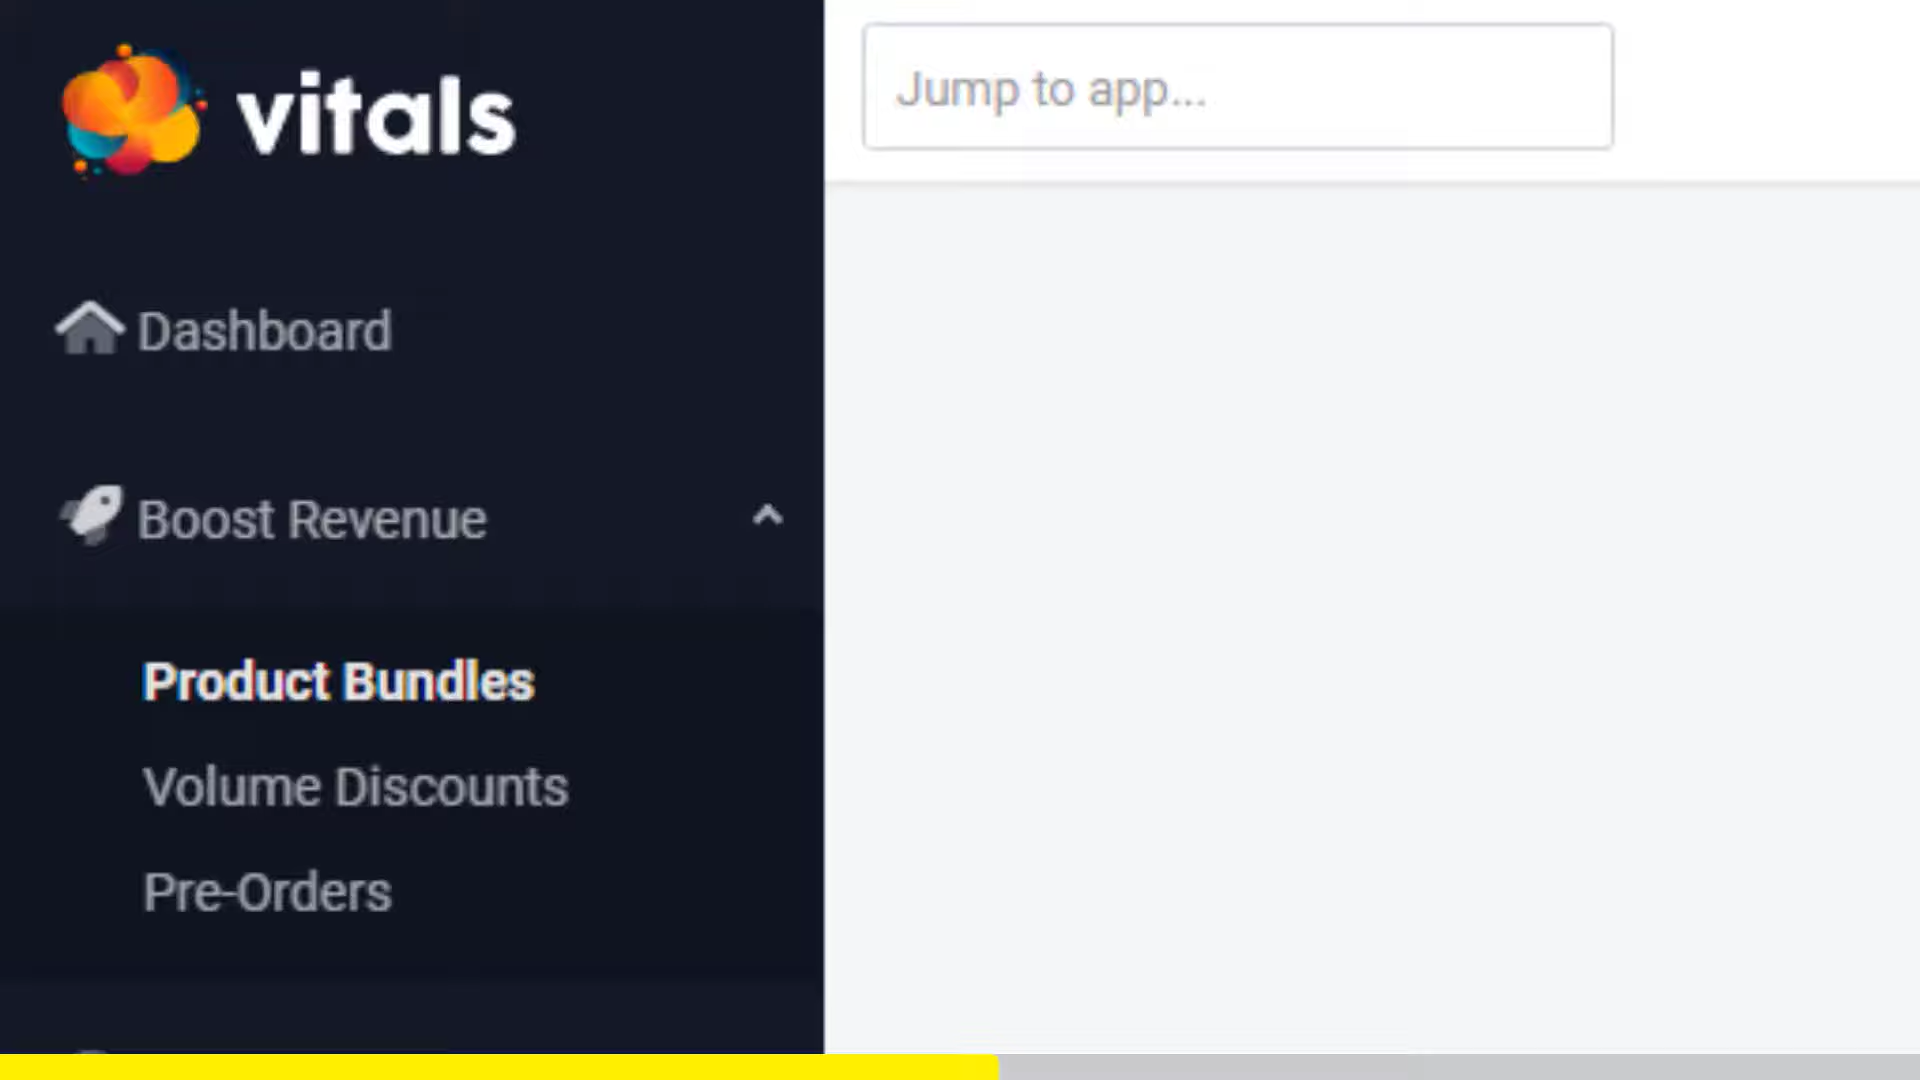 vitals
Jump to app...
Dashboard
Boost Revenue
Product Bundles
Volume Discounts
Pre-Orders